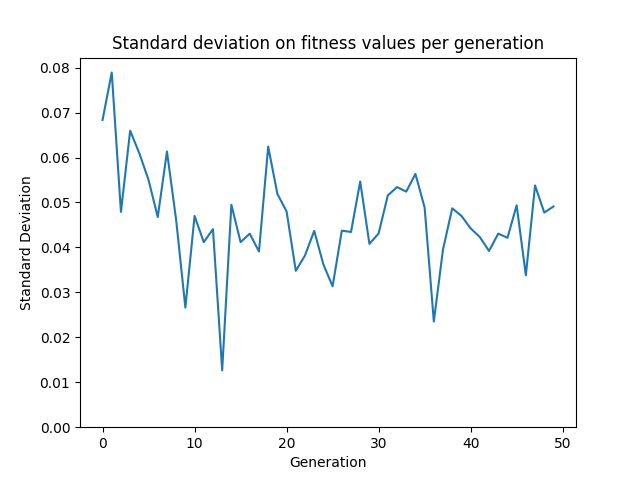 Standard deviation on fitness values per generation
0.08
0.07
0.06
0.05
0.04
0.03
0.02
0.01
0.00
Standard Deviation
0 10 20 30 40 50
Generation